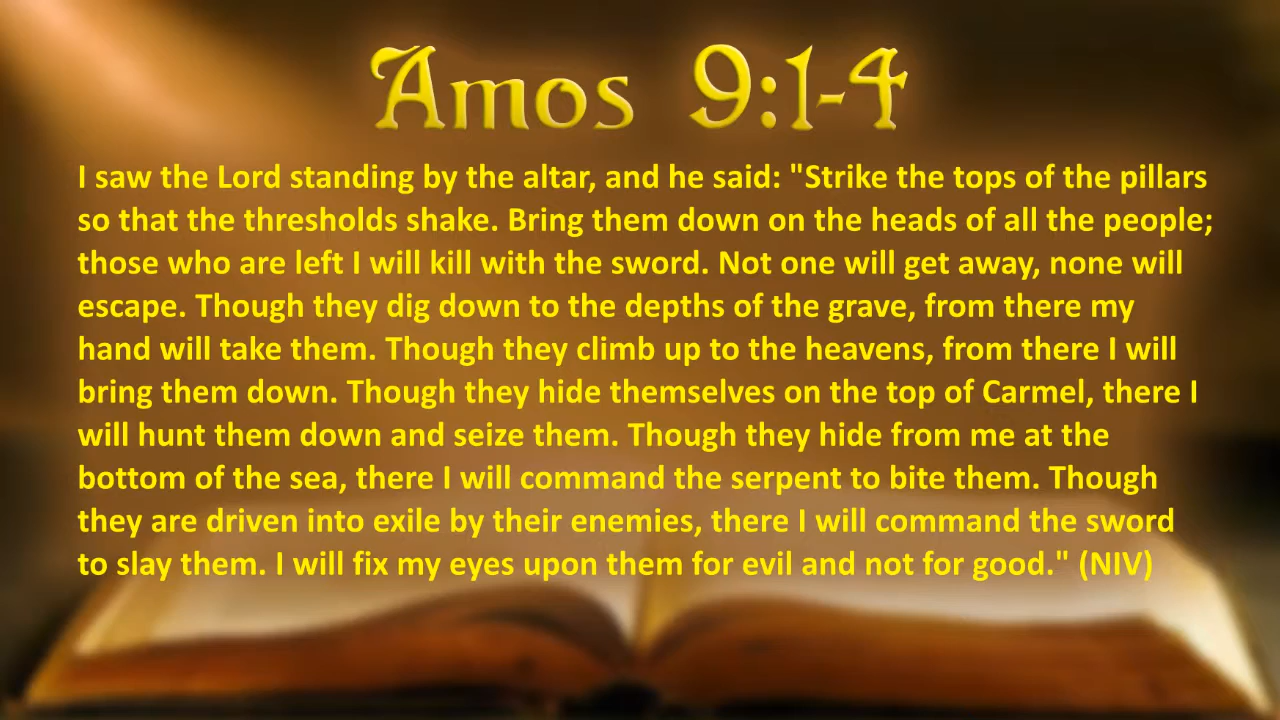 Amos 9:1-4
I saw the Lord standing by the altar, and he said: "Strike the tops of the pillars
so that the thresholds shake. Bring them down on the heads of all the people;
those who are left I will kill with the sword. Not one will get away, none will
escape. Though they dig down to the depths of the grave, from there my
hand will take them. Though they climb up to the heavens, from there I will
bring them down. Though they hide themselves on the top of Carmel, there I
will hunt them down and seize them. Though they hide from me at the
bottom of the sea, there I will command the serpent to bite them. Though
they are driven into exile by their enemies, there I will command the sword
to slay them. I will fix my eyes upon them for evil and not for good." (NIV)